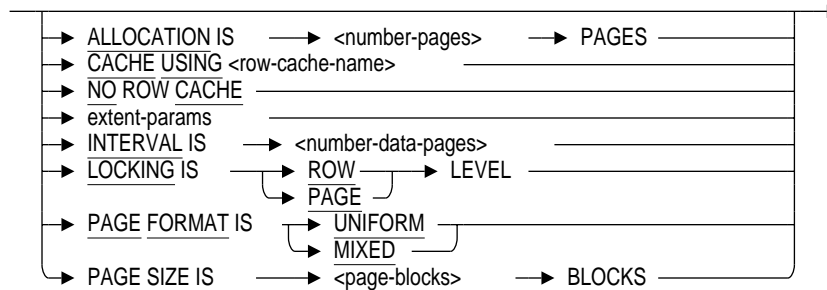 ALLOCATION IS <number-pages> PAGES
CACHE USING <row-cache-name>
NO ROW CACHE
extent-params
INTERVAL IS <number-data-pages>
LOCKING IS ROW LEVEL
PAGE
PAGE FORMAT IS UNIFORM
MIXED
PAGE SIZE IS <page-blocks> BLOCKS